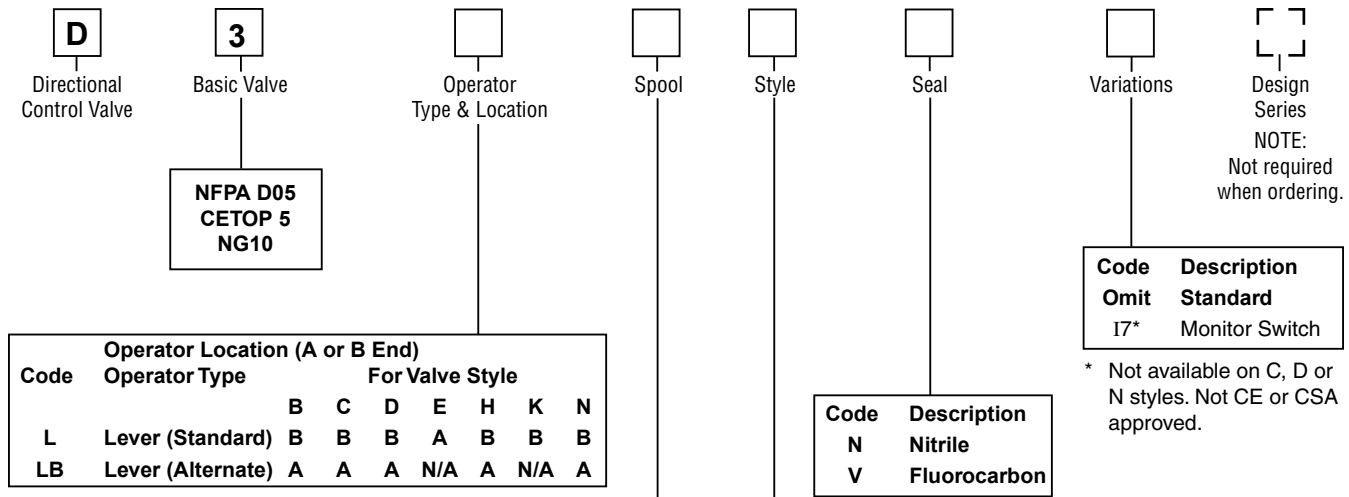 D 3
Directional Basic Valve Operator Spool Style Seal Variations Design
Control Valve Type & Location Series
NOTE:
Not required
when ordering.
NFPA D05
CETOP 5
NG10
Code Description
Omit Standard
I7* Monitor Switch
* Not available on C, D or
N styles. Not CE or CSA
approved.
Operator Location (A or B End)
Code Operator Type For Valve Style
B C D E H K N
L Lever (Standard) B B B A B B B
LB Lever (Alternate) A A A N/A A N/A A
Code Description
N Nitrile
V Fluorocarbon